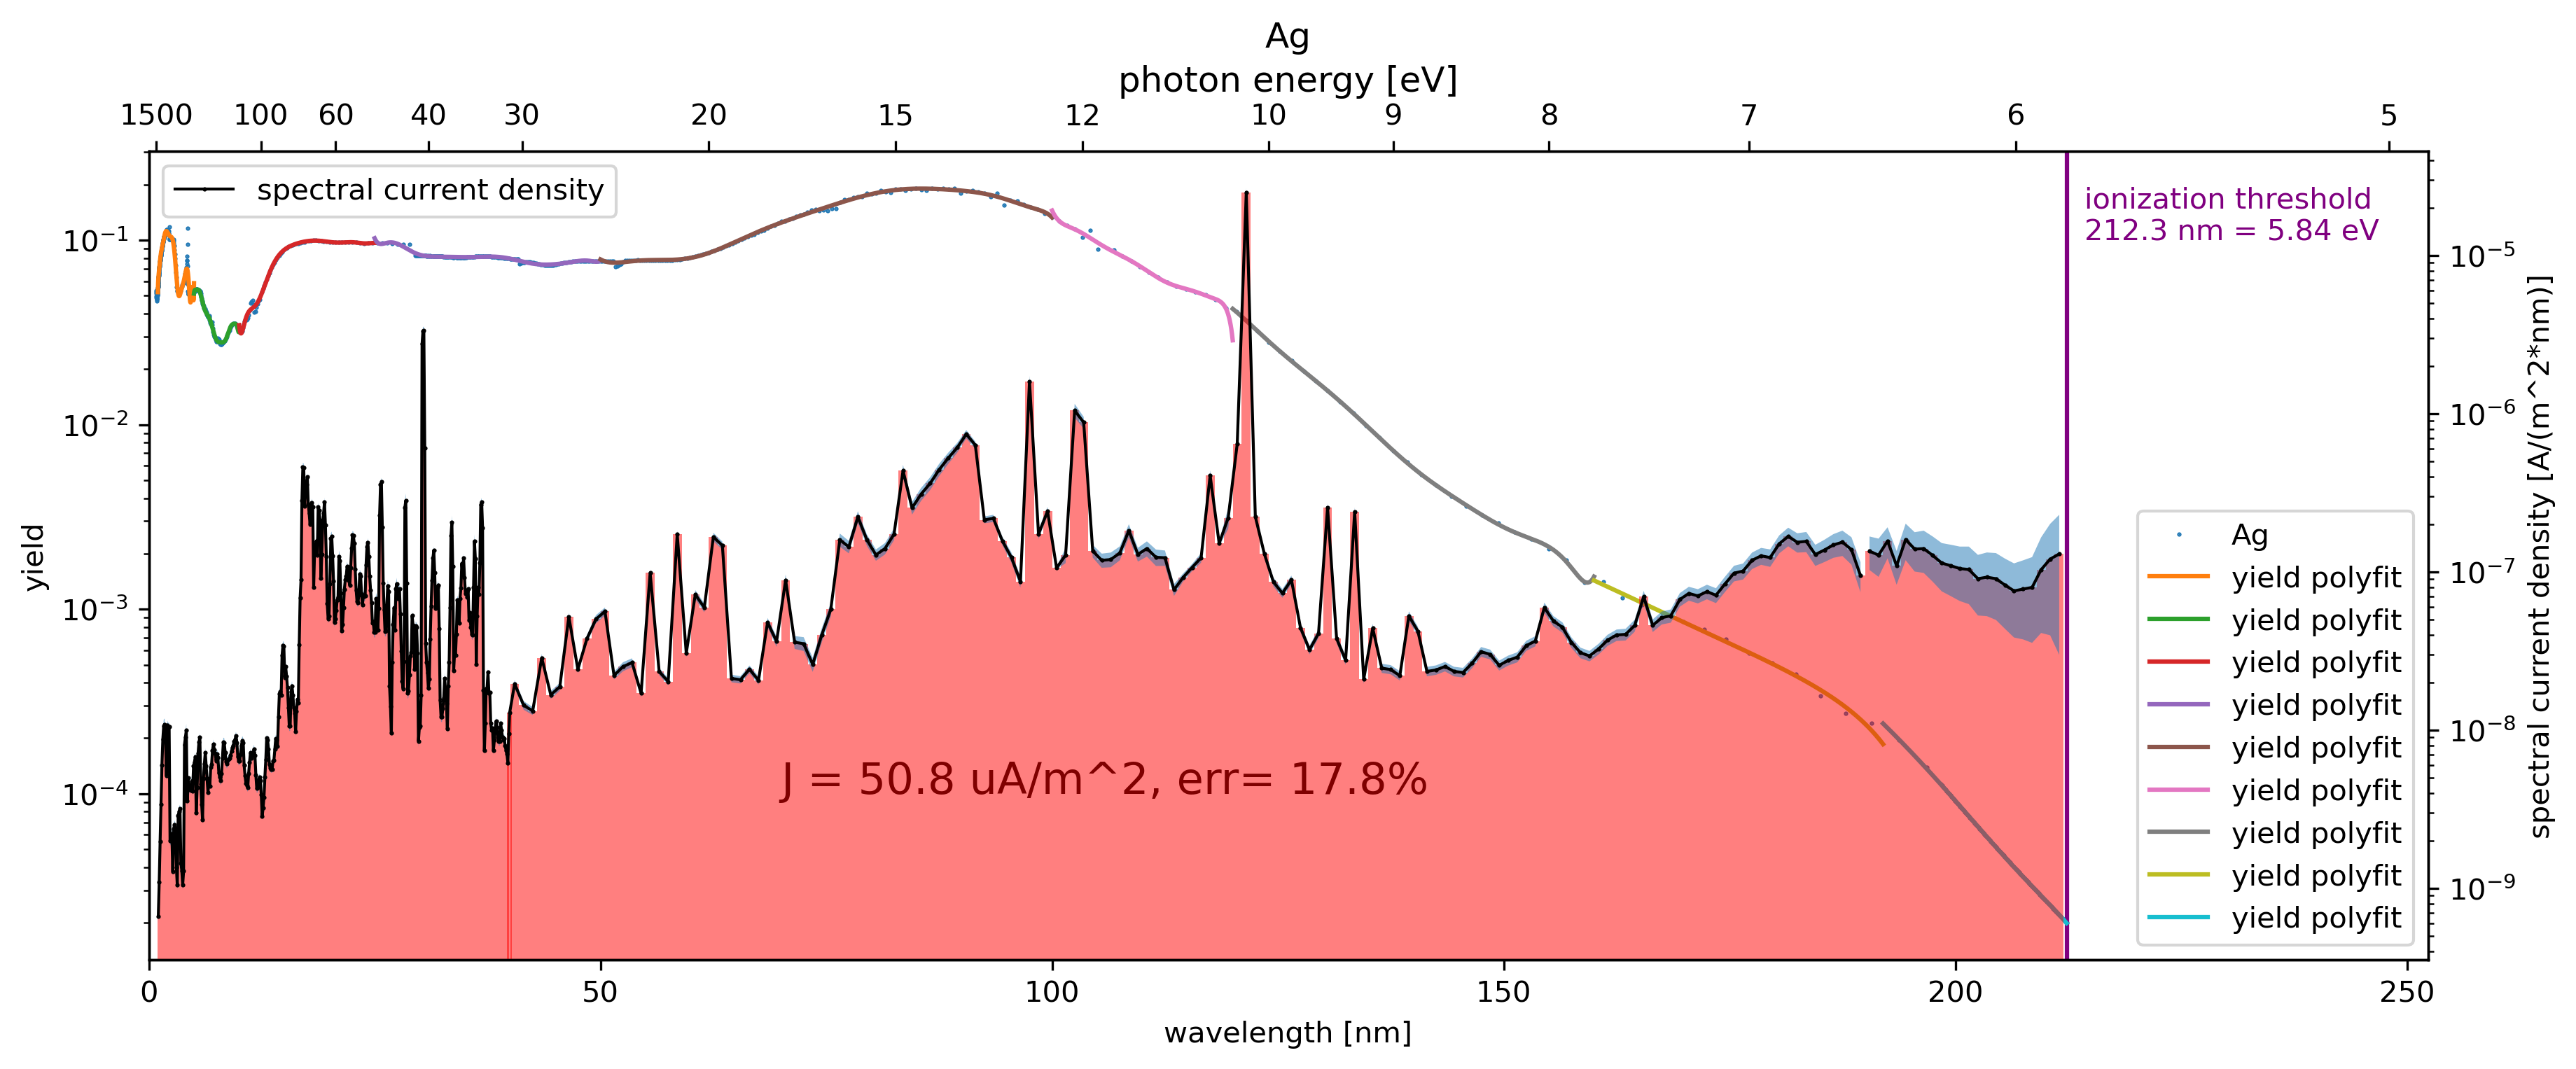 Ag
photon energy [eV]
1500 100 60 40 30 20 15 12 10 9 8 7 6 5
spectral current density
ionization threshold
212.3 nm = 5.84 eV
10⁻¹
10⁻²
10⁻³
10⁻⁴
yield
10⁻⁵
10⁻⁶
10⁻⁷
10⁻⁸
10⁻⁹
spectral current density [A/(m^2*nm)]
Ag
yield polyfit
yield polyfit
yield polyfit
yield polyfit
yield polyfit
yield polyfit
yield polyfit
yield polyfit
yield polyfit
J = 50.8 uA/m^2, err= 17.8%
0 50 100 150 200 250
wavelength [nm]